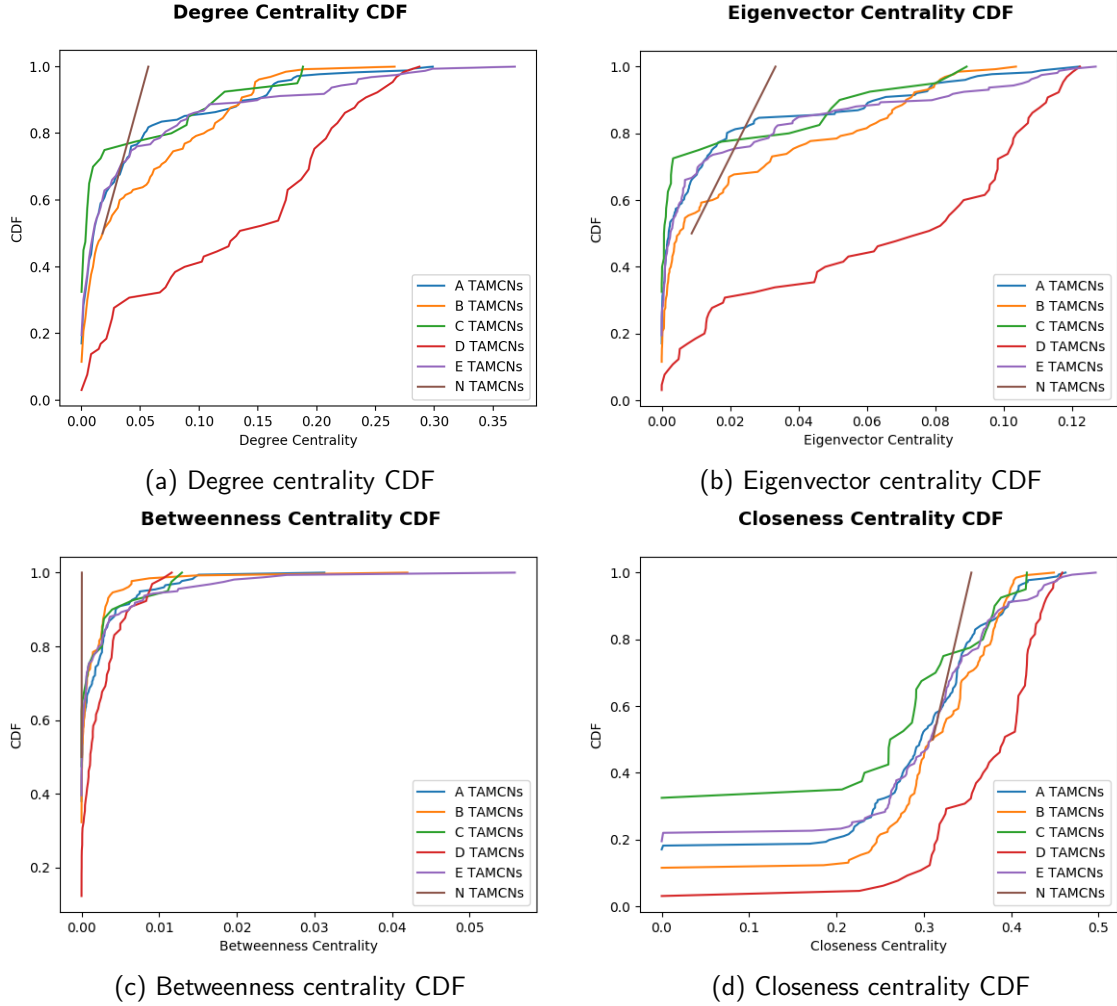 Degree Centrality CDF
CDF
1.0
0.8
0.6
0.4
0.2
0.0
0.00 0.05 0.10 0.15 0.20 0.25 0.30 0.35
Degree Centrality
A TAMCNs
B TAMCNs
C TAMCNs
D TAMCNs
E TAMCNs
N TAMCNs
(a) Degree centrality CDF
Eigenvector Centrality CDF
CDF
1.0
0.8
0.6
0.4
0.2
0.0
0.00 0.02 0.04 0.06 0.08 0.10 0.12
Eigenvector Centrality
A TAMCNs
B TAMCNs
C TAMCNs
D TAMCNs
E TAMCNs
N TAMCNs
(b) Eigenvector centrality CDF
Betweenness Centrality CDF
CDF
1.0
0.8
0.6
0.4
0.2
0.00 0.01 0.02 0.03 0.04 0.05
Betweenness Centrality
A TAMCNs
B TAMCNs
C TAMCNs
D TAMCNs
E TAMCNs
N TAMCNs
(c) Betweenness centrality CDF
Closeness Centrality CDF
CDF
1.0
0.8
0.6
0.4
0.2
0.0
0.0 0.1 0.2 0.3 0.4 0.5
Closeness Centrality
A TAMCNs
B TAMCNs
C TAMCNs
D TAMCNs
E TAMCNs
N TAMCNs
(d) Closeness centrality CDF